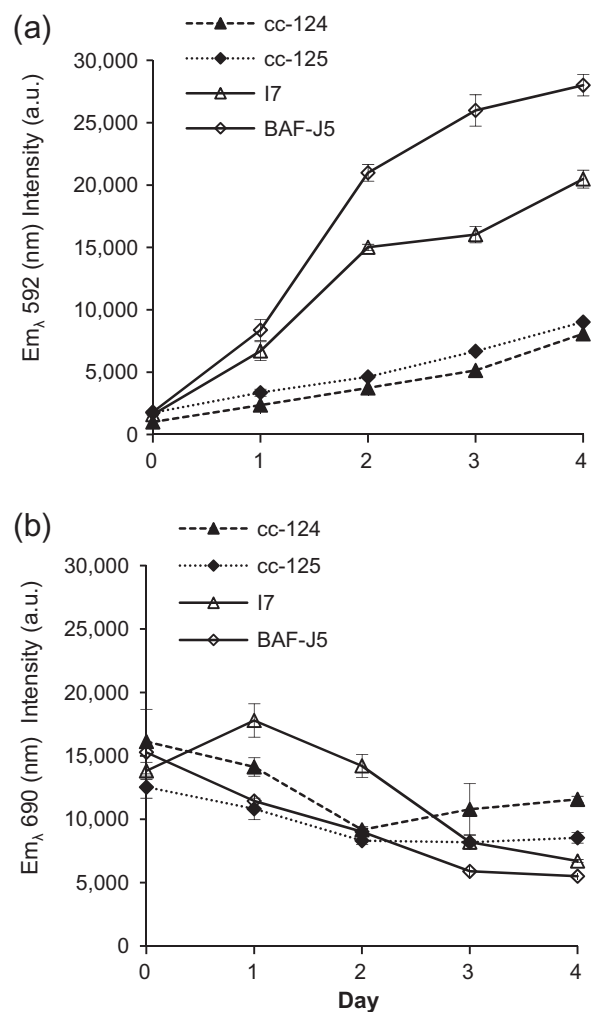 (a)
cc-124
cc-125
I7
BAF-J5
Emλ 592 (nm) Intensity (a.u.)
30,000
25,000
20,000
15,000
10,000
5,000
0
0 1 2 3 4
(b)
cc-124
cc-125
I7
BAF-J5
Emλ 690 (nm) Intensity (a.u.)
30,000
25,000
20,000
15,000
10,000
5,000
0
0 1 2 3 4
Day